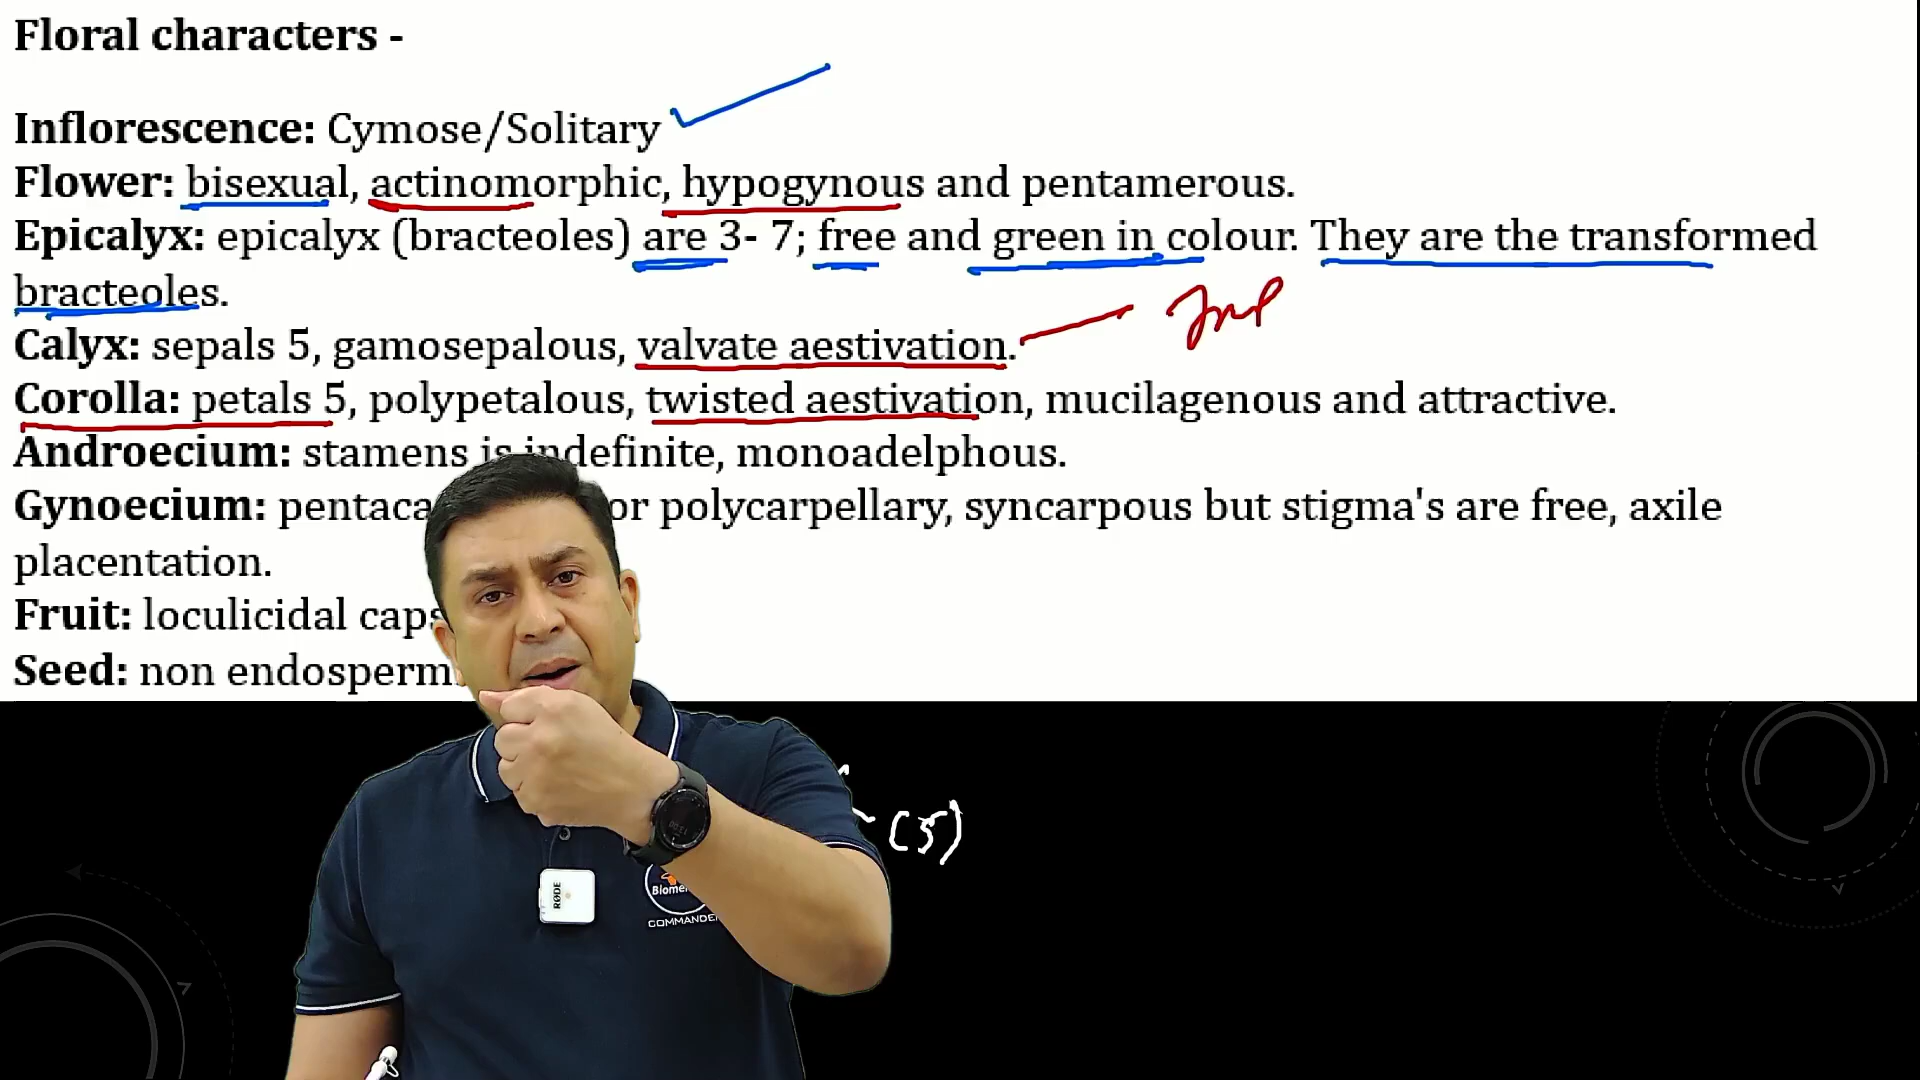 Floral characters -
Inflorescence: Cymose/Solitary
Flower: bisexual, actinomorphic, hypogynous and pentamerous.
Epicalyx: epicalyx (bracteoles) are 3- 7; free and green in colour. They are the transformed
bracteoles.
Calyx: sepals 5, gamosepalous, valvate aestivation.
Corolla: petals 5, polypetalous, twisted aestivation, mucilagenous and attractive.
Androecium: stamens is indefinite, monoadelphous.
Gynoecium: or polycarpellary, syncarpous but stigma's are free, axile
placentation.
Fruit: loculicidal
Seed: non
(5)
RØDE